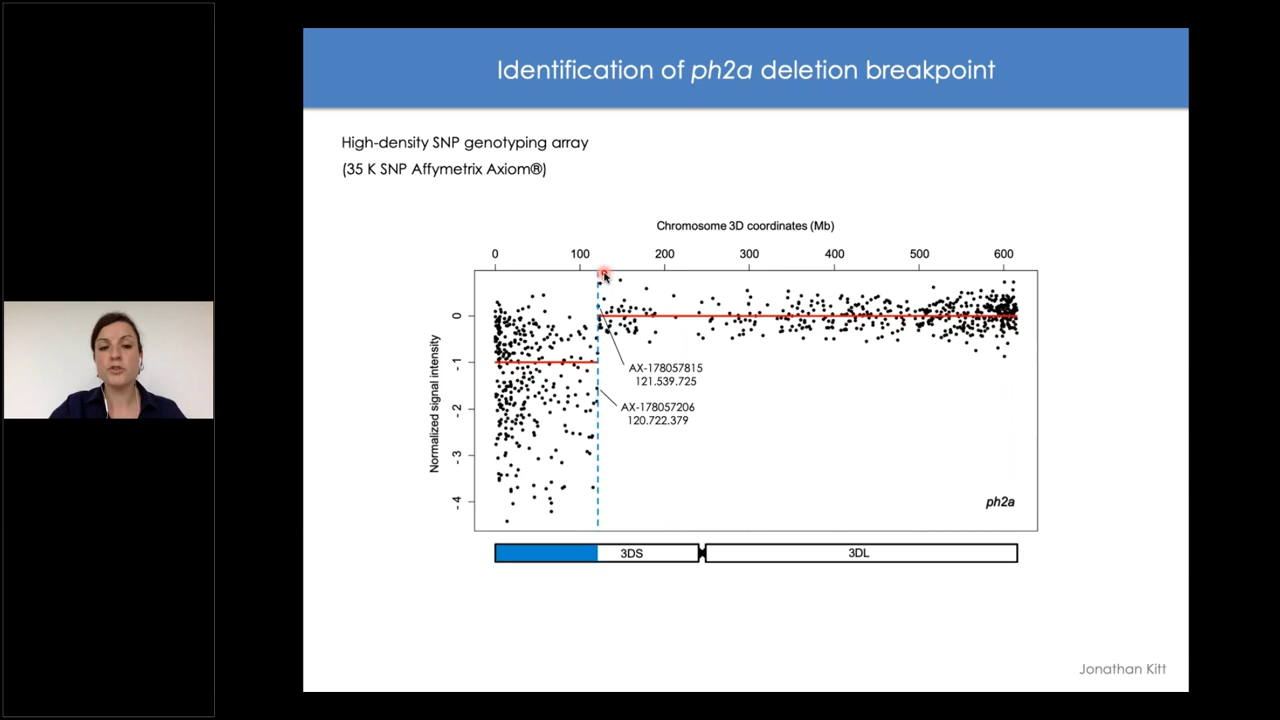 Identification of ph2a deletion breakpoint
High-density SNP genotyping array
(35 K SNP Affymetrix Axiom®)
Chromosome 3D coordinates (Mb)
0 100 200 300 400 500 600
Normalized signal intensity
0
-1
-2
-3
-4
AX-178057815
121.539.725
AX-178057206
120.722.379
ph2a
3DS 3DL
Jonathan Kitt